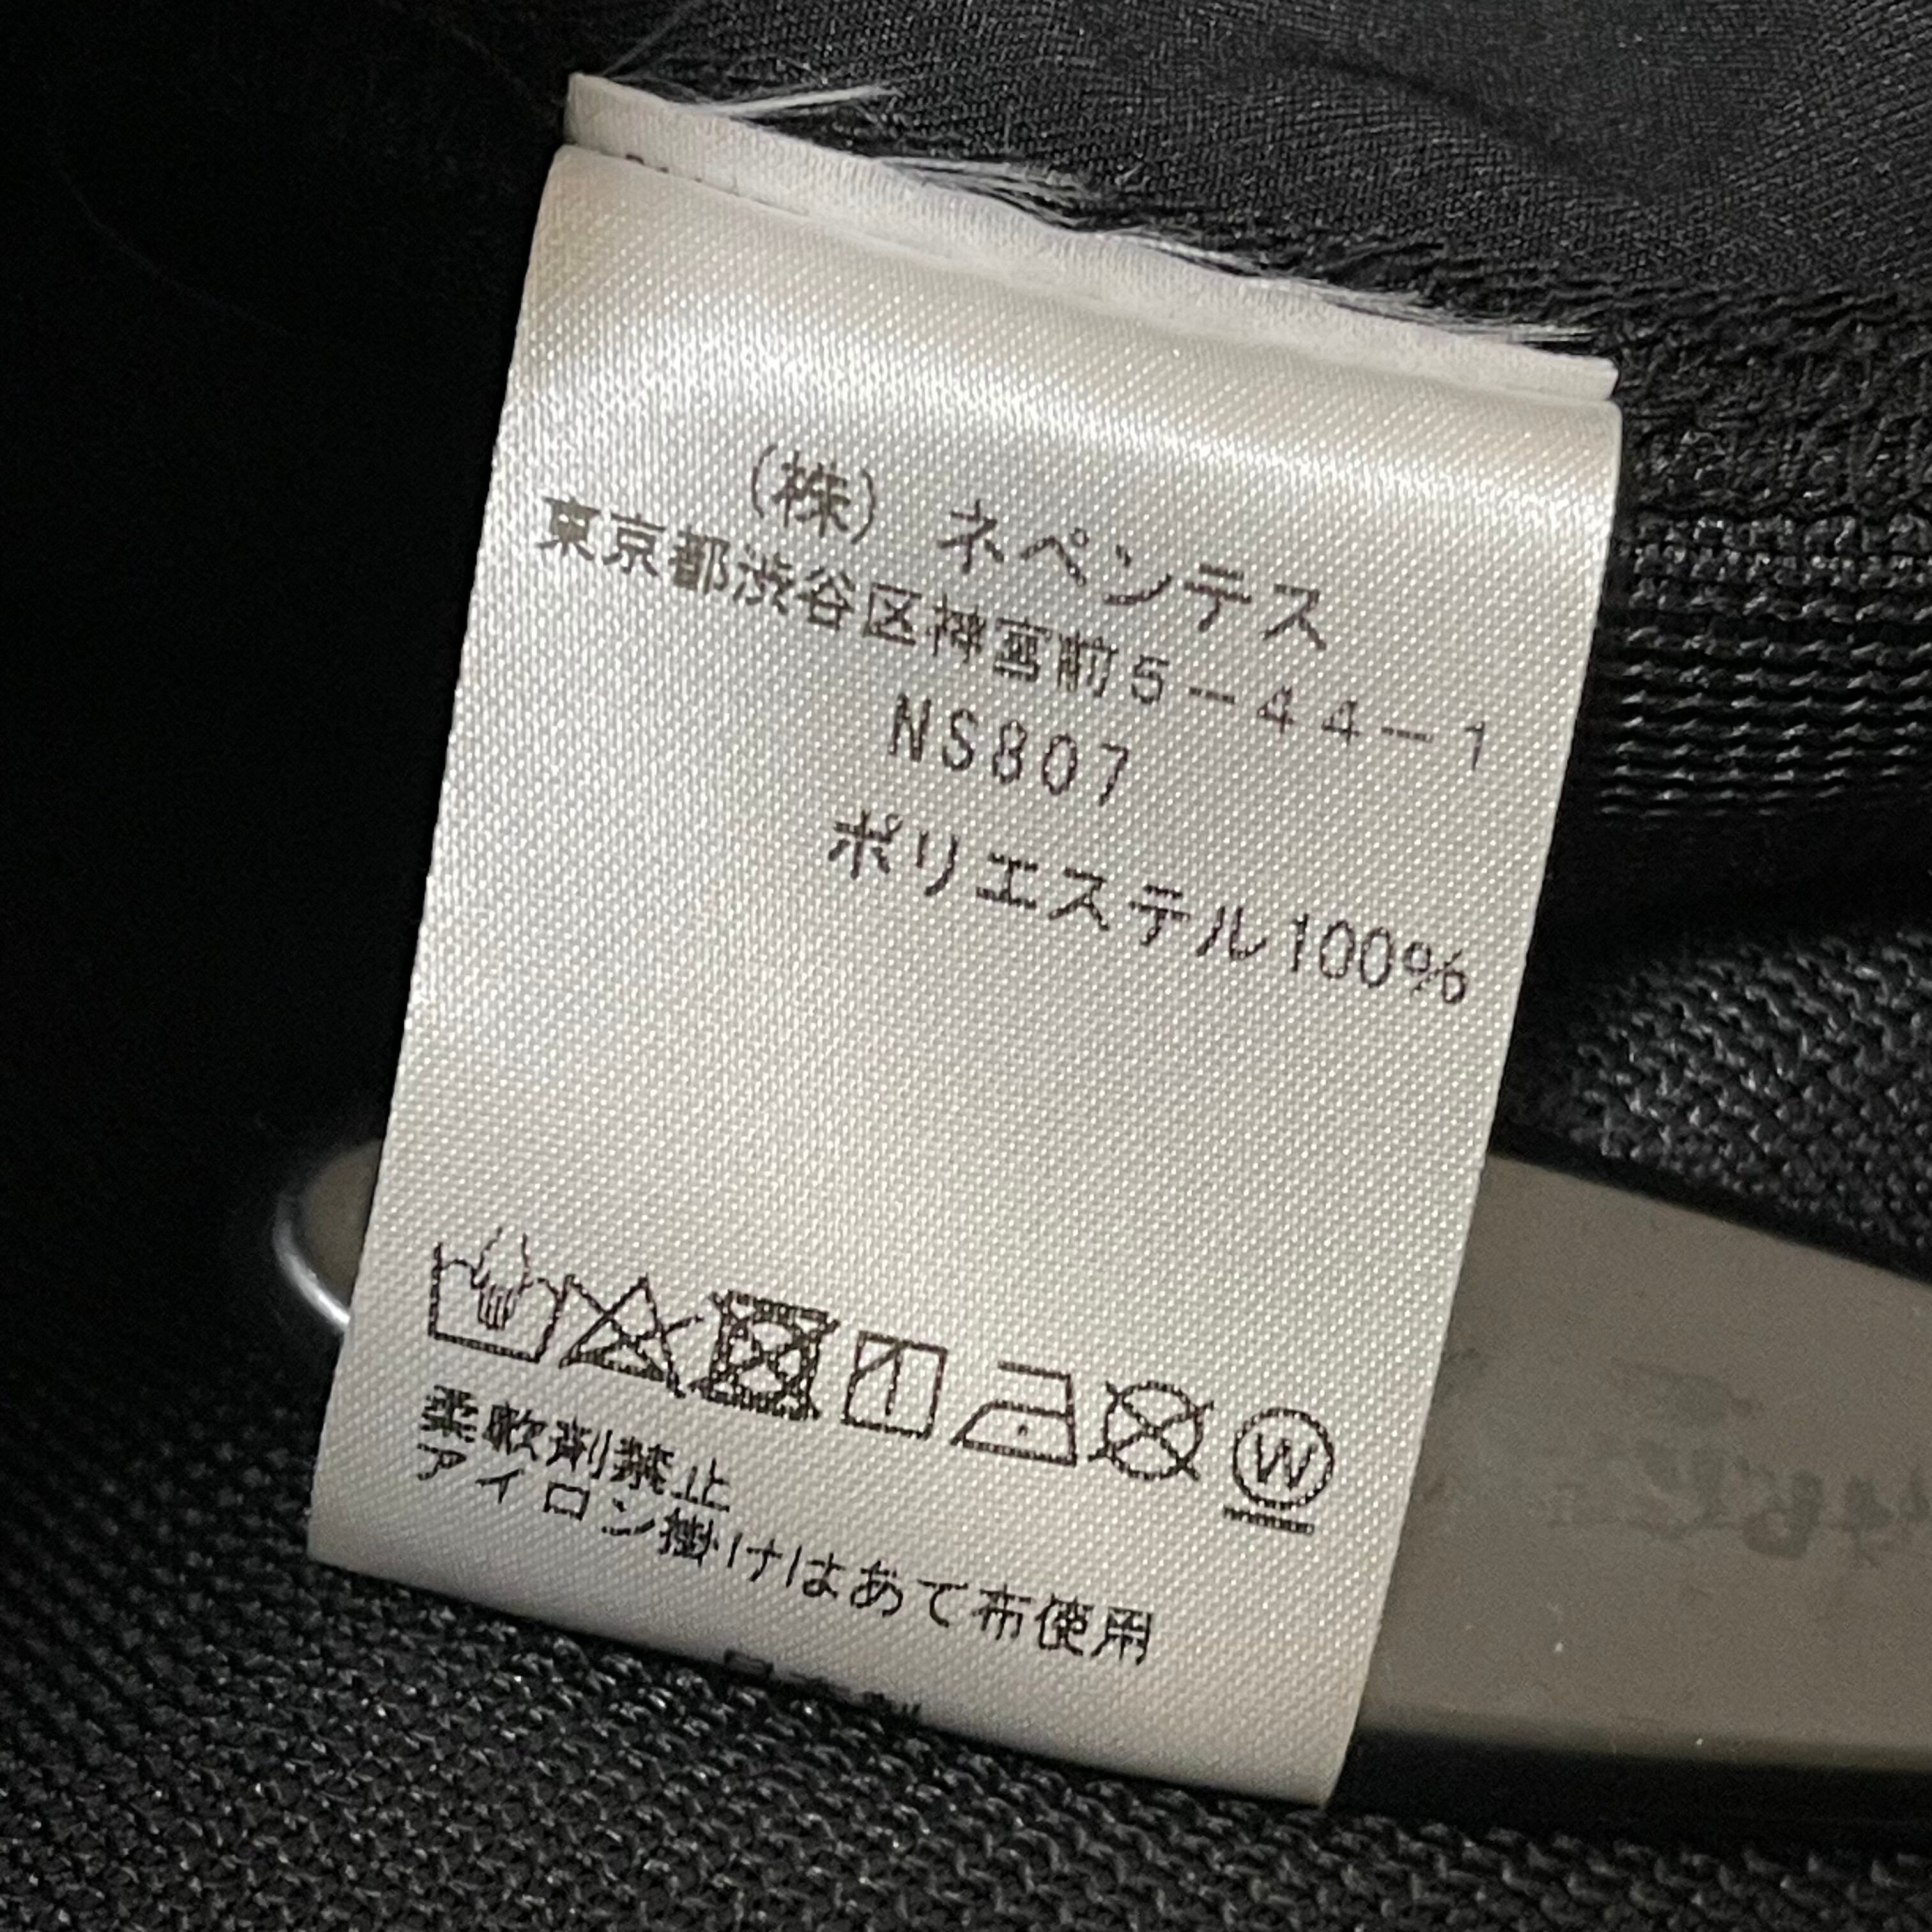 (株) ネペンテス
東京都渋谷区神宮前5-44-1
NS807
ポリエステル100%
W
柔軟剤禁止
アイロン掛けはあて布使用